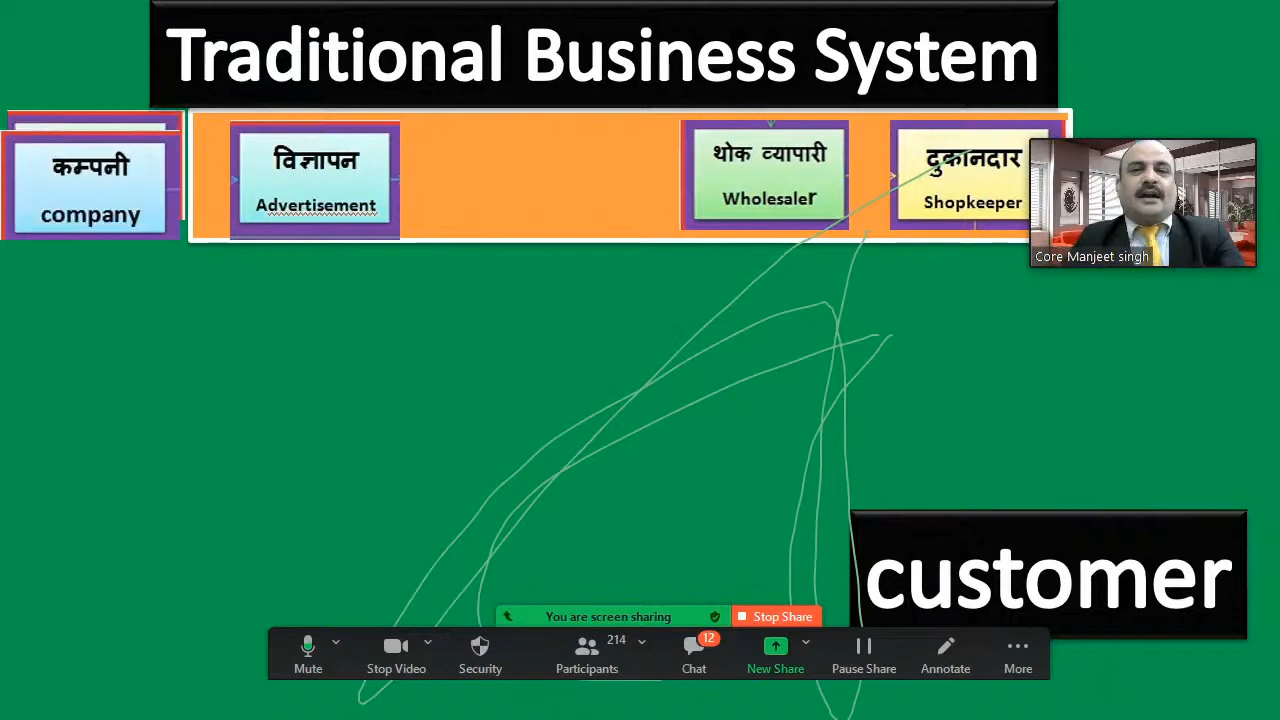 Traditional Business System
कम्पनी
company
विज्ञापन
Advertisement
थोक व्यापारी
Wholesaler
दुकानदार
Shopkeeper
Core Manjeet singh
customer
You are screen sharing
Stop Share
Mute
Stop Video
Security
214
Participants
12
Chat
New Share
Pause Share
Annotate
More